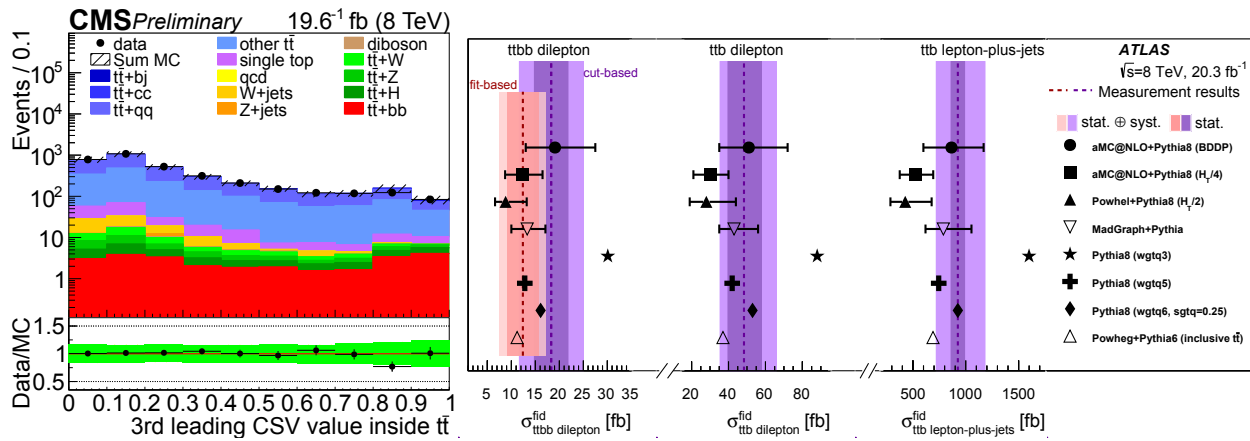 CMS Preliminary 19.6⁻¹ fb (8 TeV)
data
other tt̄
diboson
Sum MC
single top
tt̄+W
tt̄+bj
qcd
tt̄+Z
tt̄+cc
W+jets
tt̄+H
tt̄+qq
Z+jets
tt̄+bb
Events / 0.1
10⁵
10⁴
10³
10²
10
1
Data/MC
1.5
1
0.5
0 0.1 0.2 0.3 0.4 0.5 0.6 0.7 0.8 0.9 1
3rd leading CSV value inside tt̄
ttbb dilepton
ttb dilepton
ttb lepton-plus-jets
fit-based
cut-based
ATLAS
√s=8 TeV, 20.3 fb⁻¹
Measurement results
stat. ⊕ syst. stat.
aMC@NLO+Pythia8 (BDDP)
aMC@NLO+Pythia8 (H_T/4)
Powhel+Pythia8 (H_T/2)
MadGraph+Pythia
Pythia8 (wgtq3)
Pythia8 (wgtq5)
Pythia8 (wgtq6, sgtq=0.25)
Powheg+Pythia6 (inclusive tt̄)
0 5 10 15 20 25 30 35
20 40 60 80
500 1000 1500
σ^fid_ttbb dilepton [fb]
σ^fid_ttb dilepton [fb]
σ^fid_ttb lepton-plus-jets [fb]